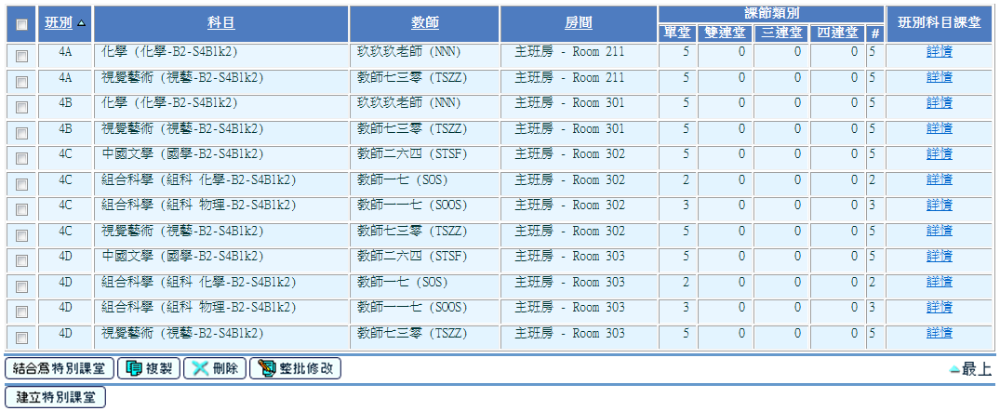 班別 科目 教師 房間 課節類別 班別科目課堂
單堂 雙連堂 三連堂 四連堂 #
4A 化學 (化學-B2-S4Blk2) 玖玖玖老師 (NNN) 主班房 - Room 211 5 0 0 0 5 詳情
4A 視覺藝術 (視藝-B2-S4Blk2) 教師七三零 (TSZZ) 主班房 - Room 211 5 0 0 0 5 詳情
4B 化學 (化學-B2-S4Blk2) 玖玖玖老師 (NNN) 主班房 - Room 301 5 0 0 0 5 詳情
4B 視覺藝術 (視藝-B2-S4Blk2) 教師七三零 (TSZZ) 主班房 - Room 301 5 0 0 0 5 詳情
4C 中國文學 (國學-B2-S4Blk2) 教師二六四 (STSF) 主班房 - Room 302 5 0 0 0 5 詳情
4C 組合科學 (組科 化學-B2-S4Blk2) 教師一七 (SOS) 主班房 - Room 302 2 0 0 0 2 詳情
4C 組合科學 (組科 物理-B2-S4Blk2) 教師一一七 (SOOS) 主班房 - Room 302 3 0 0 0 3 詳情
4C 視覺藝術 (視藝-B2-S4Blk2) 教師七三零 (TSZZ) 主班房 - Room 302 5 0 0 0 5 詳情
4D 中國文學 (國學-B2-S4Blk2) 教師二六四 (STSF) 主班房 - Room 303 5 0 0 0 5 詳情
4D 組合科學 (組科 化學-B2-S4Blk2) 教師一七 (SOS) 主班房 - Room 303 2 0 0 0 2 詳情
4D 組合科學 (組科 物理-B2-S4Blk2) 教師一一七 (SOOS) 主班房 - Room 303 3 0 0 0 3 詳情
4D 視覺藝術 (視藝-B2-S4Blk2) 教師七三零 (TSZZ) 主班房 - Room 303 5 0 0 0 5 詳情
結合為特別課堂 複製 刪除 整批修改 最上
建立特別課堂